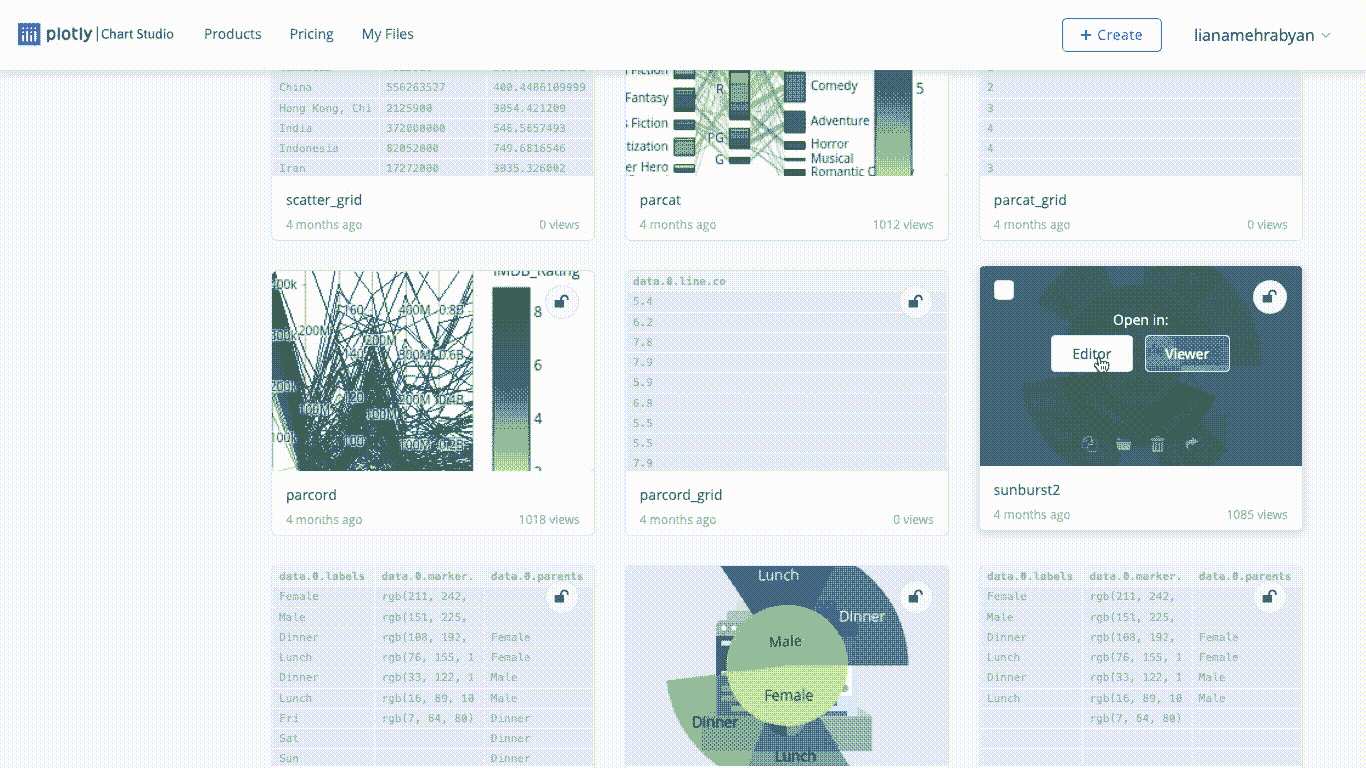 plotly | Chart Studio Products Pricing My Files + Create lianamehrabyan
China 556263527 400.4486109999
Hong Kong, Chi 2125900 3054.421209
India 372000000 546.5657493
Indonesia 82052000 749.6816546
Iran 17272000 3035.326002
scatter_grid
4 months ago 0 views
Fiction
Fantasy
s Fiction
tization
er Hero
R
PG
G
Comedy
Adventure
Horror
Musical
Romantic C
5
parcat
4 months ago 1012 views
2
3
4
4
3
parcat_grid
4 months ago 0 views
IMDB_Rating
8
6
4
400M 0.8B
200M
200M
300M 0.6B
200M 0.4B
100M
100M
100M 0.2B
parcord
4 months ago 1018 views
data.0.line.co
5.4
6.2
7.8
7.9
5.9
6.8
5.5
5.5
7.9
parcord_grid
4 months ago 0 views
Open in:
Editor Viewer
sunburst2
4 months ago 1085 views
data.0.labels data.0.marker. data.0.parents
Female rgb(211, 242,
Male rgb(151, 225,
Dinner rgb(108, 192, Female
Lunch rgb(76, 155, 1 Female
Dinner rgb(33, 122, 1 Male
Lunch rgb(16, 89, 10 Male
Fri rgb(7, 64, 80) Dinner
Sat Dinner
Sun Dinner
Lunch
Dinner
Male
Female
Dinner
Lunch
data.0.labels data.0.marker. data.0.parents
Female rgb(211, 242,
Male rgb(151, 225,
Dinner rgb(108, 192, Female
Lunch rgb(76, 155, 1 Female
Dinner rgb(33, 122, 1 Male
Lunch rgb(16, 89, 10 Male
rgb(7, 64, 80)